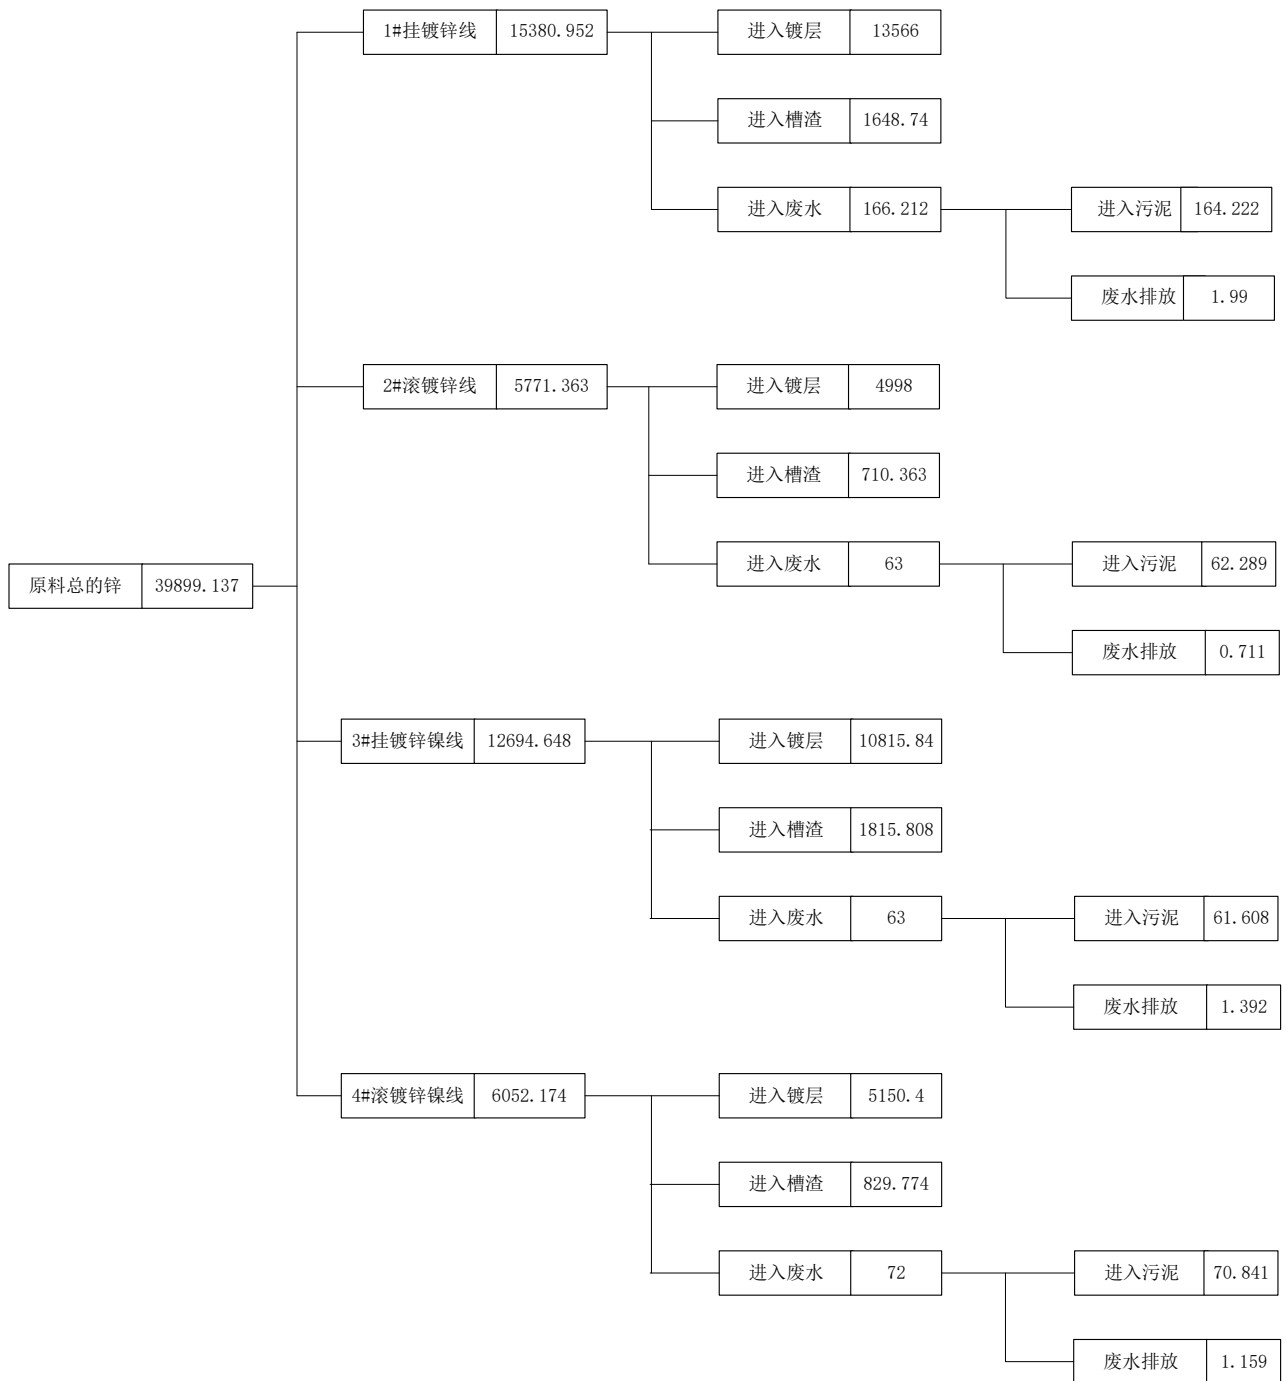 1#挂镀锌线 15380.952 进入镀层 13566
进入槽渣 1648.74
进入废水 166.212 进入污泥 164.222
废水排放 1.99
2#滚镀锌线 5771.363 进入镀层 4998
进入槽渣 710.363
进入废水 63 进入污泥 62.289
原料总的锌 39899.137
废水排放 0.711
3#挂镀锌镍线 12694.648 进入镀层 10815.84
进入槽渣 1815.808
进入废水 63 进入污泥 61.608
废水排放 1.392
4#滚镀锌镍线 6052.174 进入镀层 5150.4
进入槽渣 829.774
进入废水 72 进入污泥 70.841
废水排放 1.159